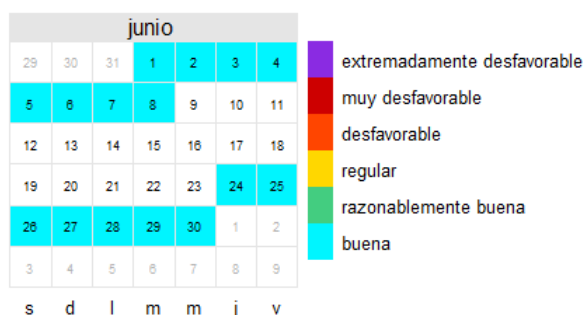 junio
29 30 31 1 2 3 4
5 6 7 8 9 10 11
12 13 14 15 16 17 18
19 20 21 22 23 24 25
26 27 28 29 30 1 2
3 4 5 6 7 8 9
s d l m m j v
extremadamente desfavorable
muy desfavorable
desfavorable
regular
razonablemente buena
buena